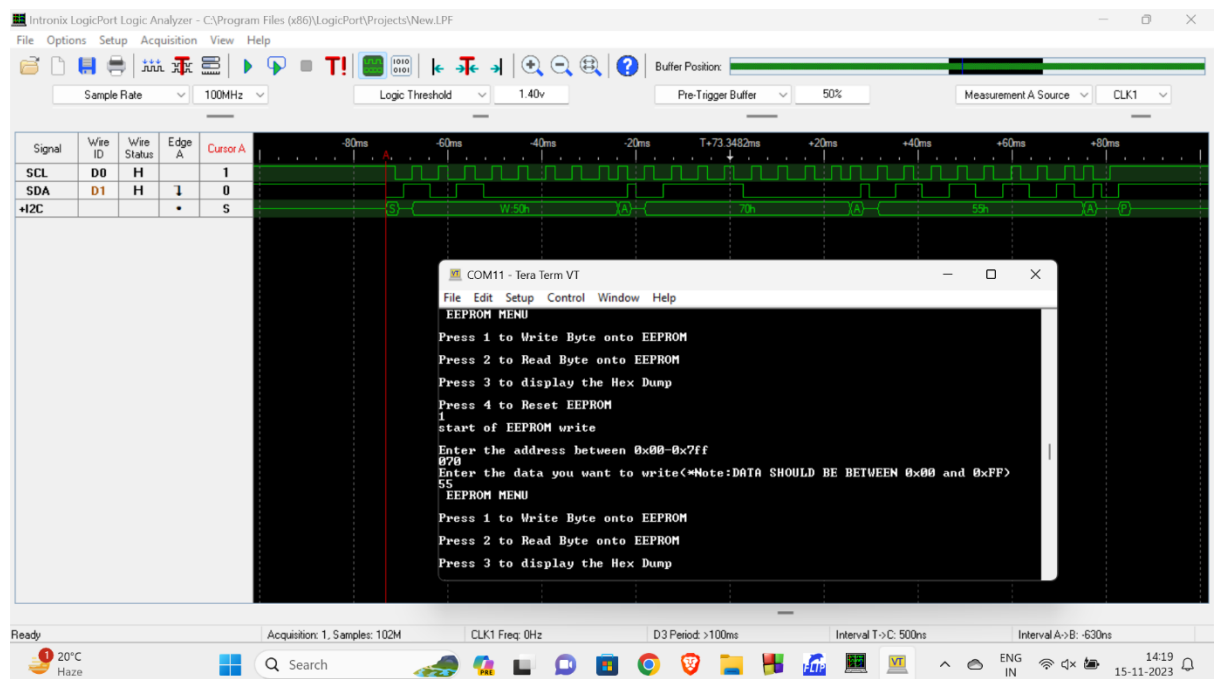 Intronix LogicPort Logic Analyzer - C:\Program Files (x86)\LogicPort\Projects\New.LPF
File Options Setup Acquisition View Help
T!
1010
0101
Buffer Position:
Sample Rate 100MHz Logic Threshold 1.40v Pre-Trigger Buffer 50% Measurement A Source CLK1
Signal Wire ID Wire Status Edge A Cursor A
-80ms -60ms -40ms -20ms T+73.3482ms +20ms +40ms +60ms +80ms
A
SCL D0 H 1
SDA D1 H 0
+I2C S
S W:50h A 70h A 55h A P
VT COM11 - Tera Term VT
File Edit Setup Control Window Help
EEPROM MENU
Press 1 to Write Byte onto EEPROM
Press 2 to Read Byte onto EEPROM
Press 3 to display the Hex Dump
Press 4 to Reset EEPROM
1
start of EEPROM write
Enter the address between 0x00-0x7ff
070
Enter the data you want to write(*Note:DATA SHOULD BE BETWEEN 0x00 and 0xFF)
55
EEPROM MENU
Press 1 to Write Byte onto EEPROM
Press 2 to Read Byte onto EEPROM
Press 3 to display the Hex Dump
Ready Acquisition: 1, Samples: 102M CLK1 Freq: 0Hz D3 Period: >100ms Interval T->C: 500ns Interval A->B: -630ns
1 20°C
Haze
Search
PRE
FLIP
VT
ENG
IN
14:19
15-11-2023